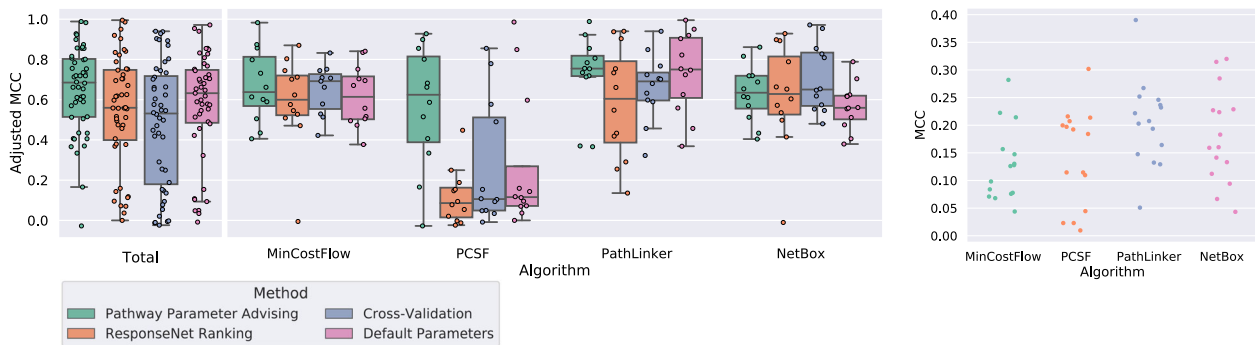 Adjusted MCC
1.0
0.8
0.6
0.4
0.2
0.0
Total
MinCostFlow
PCSF
PathLinker
NetBox
Algorithm
Method
Pathway Parameter Advising
Cross-Validation
ResponseNet Ranking
Default Parameters
MCC
0.40
0.35
0.30
0.25
0.20
0.15
0.10
0.05
0.00
MinCostFlow
PCSF
PathLinker
NetBox
Algorithm